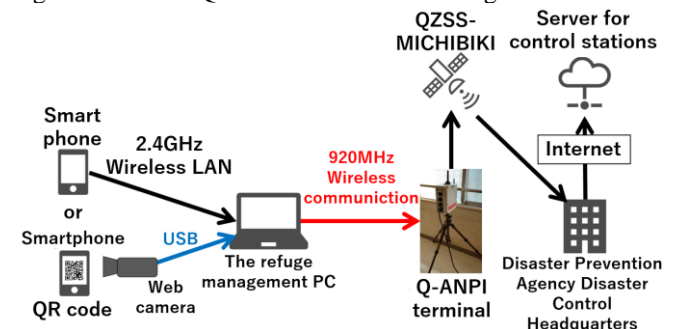 QZSS-
MICHIBIKI
Server for
control stations
Smart
phone
2.4GHz
Wireless LAN
920MHz
Wireless
communiction
Internet
or
Smartphone
USB
QR code
Web
camera
The refuge
management PC
Q-ANPI
terminal
Disaster Prevention
Agency Disaster
Control
Headquarters